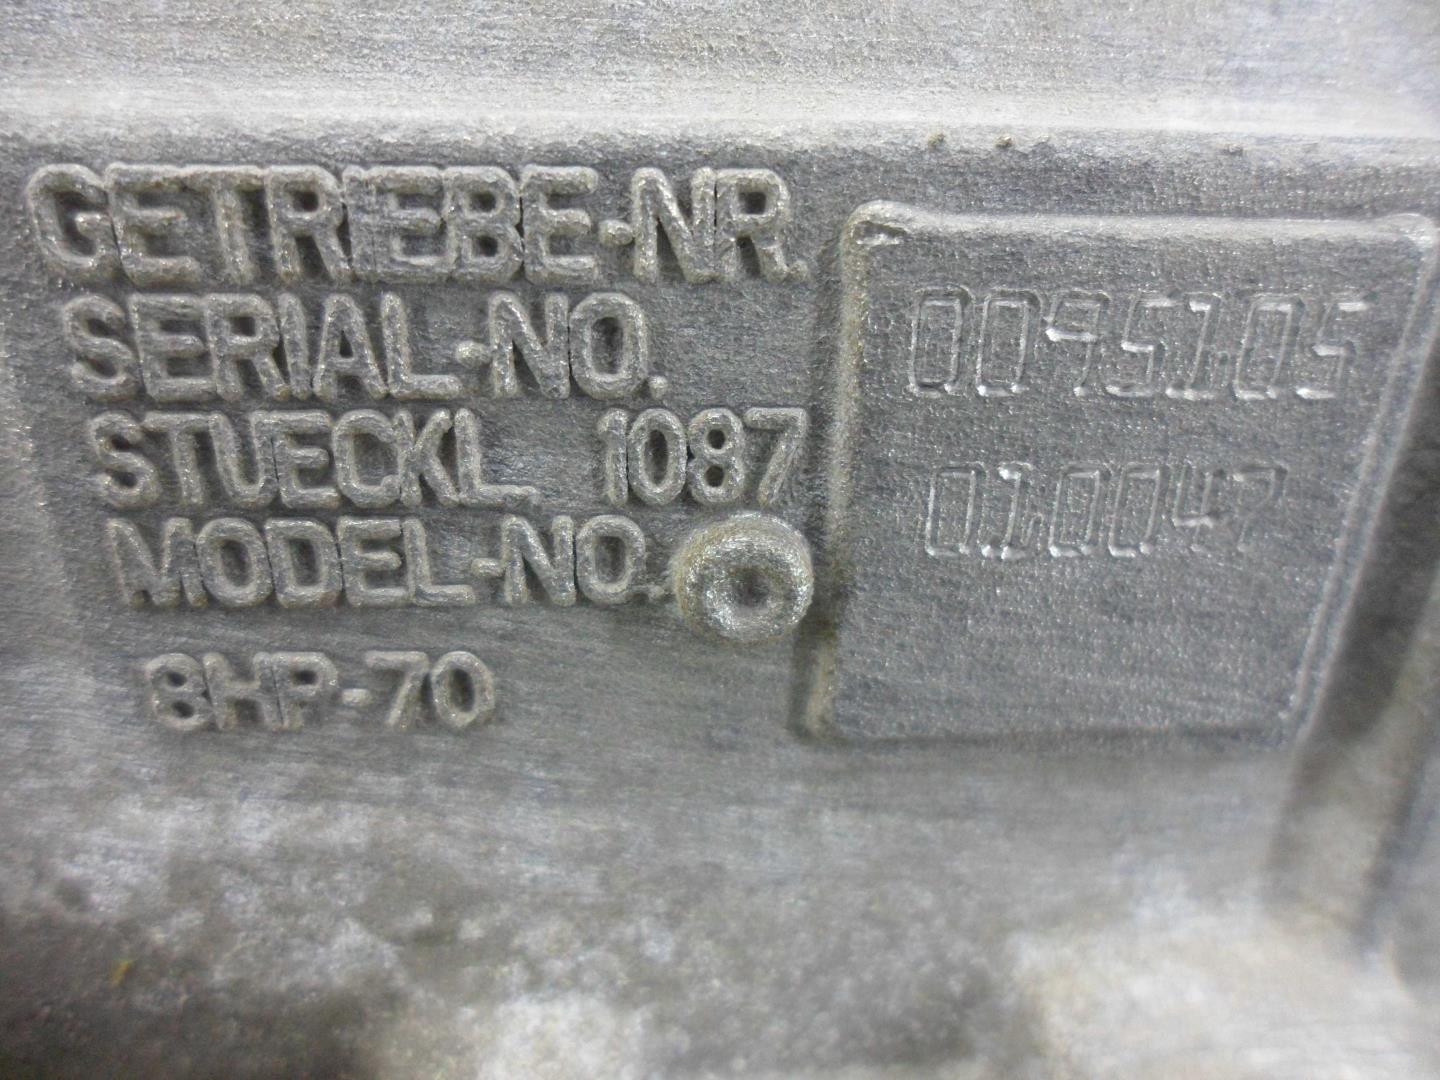 GETRIEBE-NR.
SERIAL-NO.
0095105
STUECKL. 1087
010047
MODEL-NO.
8HP-70